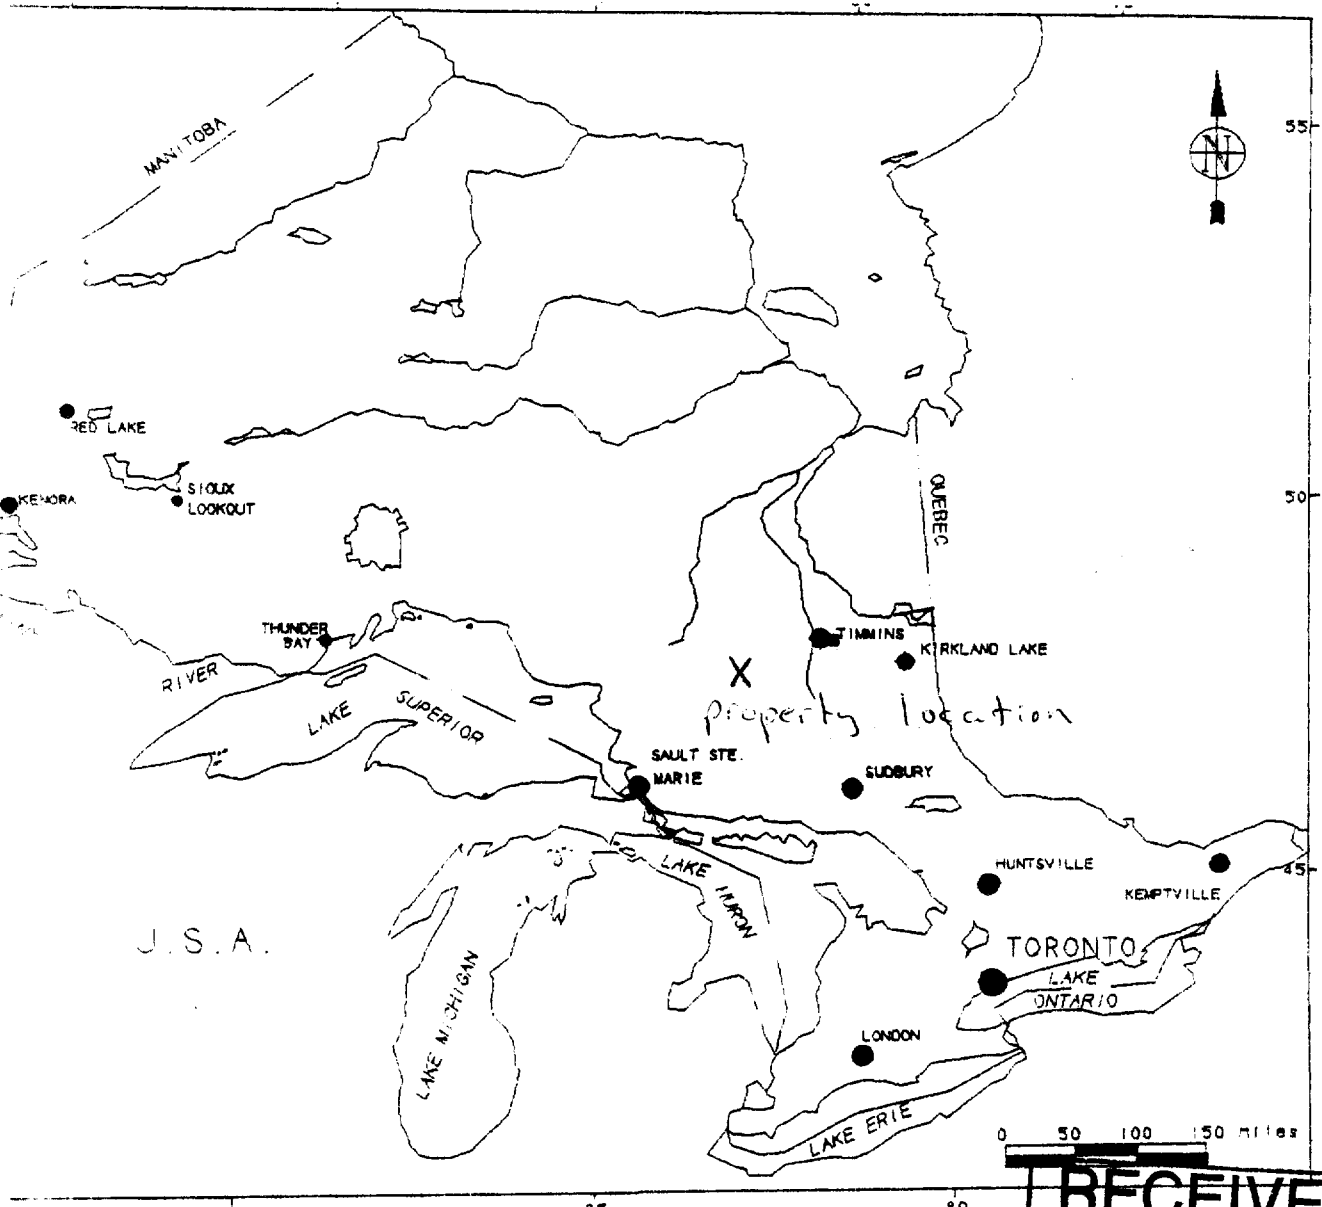 MANITOBA
N
55
RED LAKE
SIOUX
LOOKOUT
KENORA
QUEBEC
50
THUNDER
BAY
TIMMINS
KIRKLAND LAKE
RIVER
X
LAKE SUPERIOR
property location
SAULT STE.
MARIE
SUDBURY
LAKE HURON
HUNTSVILLE
45
KEMPTVILLE
J.S.A.
TORONTO
LAKE MICHIGAN
LAKE
ONTARIO
LONDON
LAKE ERIE
0 50 100 150 miles
RECEIVE